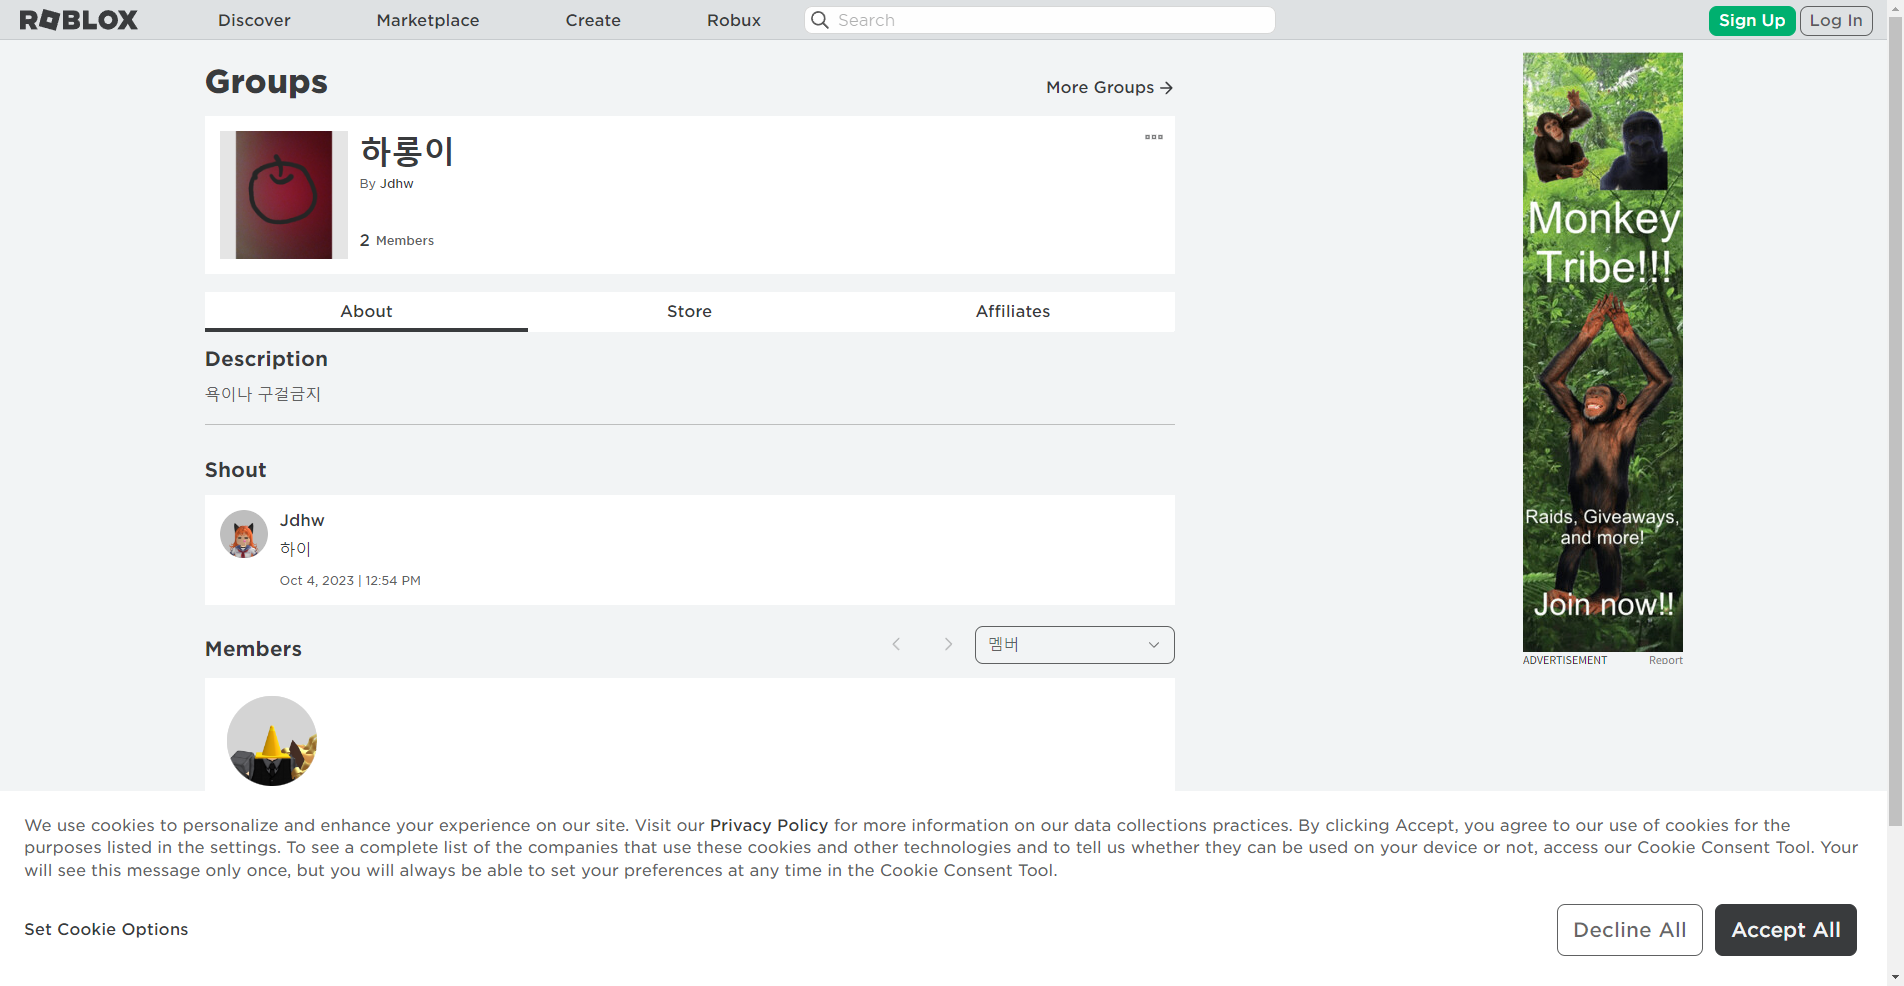 ROBLOX
Discover
Marketplace
Create
Robux
Search
Sign Up
Log In
Groups
More Groups
하롱이
By Jdhw
2 Members
About
Store
Affiliates
Description
욕이나 구걸금지
Shout
Jdhw
하이
Oct 4, 2023 | 12:54 PM
Members
멤버
Monkey
Tribe!!!
Raids, Giveaways,
and more!
Join now!!
ADVERTISEMENT
Report
We use cookies to personalize and enhance your experience on our site. Visit our Privacy Policy for more information on our data collections practices. By clicking Accept, you agree to our use of cookies for the
purposes listed in the settings. To see a complete list of the companies that use these cookies and other technologies and to tell us whether they can be used on your device or not, access our Cookie Consent Tool. Your
will see this message only once, but you will always be able to set your preferences at any time in the Cookie Consent Tool.
Set Cookie Options
Decline All
Accept All